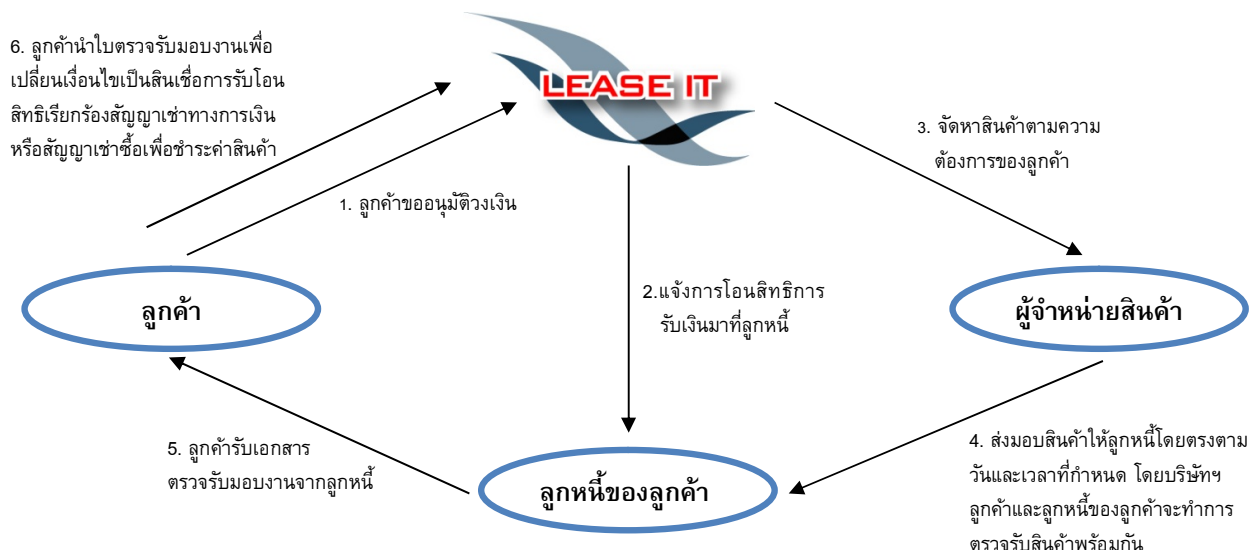 6. ลูกค้านำใบตรวจรับมอบงานเพื่อ
เปลี่ยนเงื่อนไขเป็นสินเชื่อการรับโอน
สิทธิเรียกร้องสัญญาเช่าทางการเงิน
หรือสัญญาเช่าซื้อเพื่อชำระค่าสินค้า
LEASE IT
3. จัดหาสินค้าตามความ
ต้องการของลูกค้า
1. ลูกค้าขออนุมัติวงเงิน
2.แจ้งการโอนสิทธิการ
รับเงินมาที่ลูกหนี้
ลูกค้า
ผู้จำหน่ายสินค้า
5. ลูกค้ารับเอกสาร
ตรวจรับมอบงานจากลูกหนี้
ลูกหนี้ของลูกค้า
4. ส่งมอบสินค้าให้ลูกหนี้โดยตรงตาม
วันและเวลาที่กำหนด โดยบริษัทฯ
ลูกค้าและลูกหนี้ของลูกค้าจะทำการ
ตรวจรับสินค้าพร้อมกัน